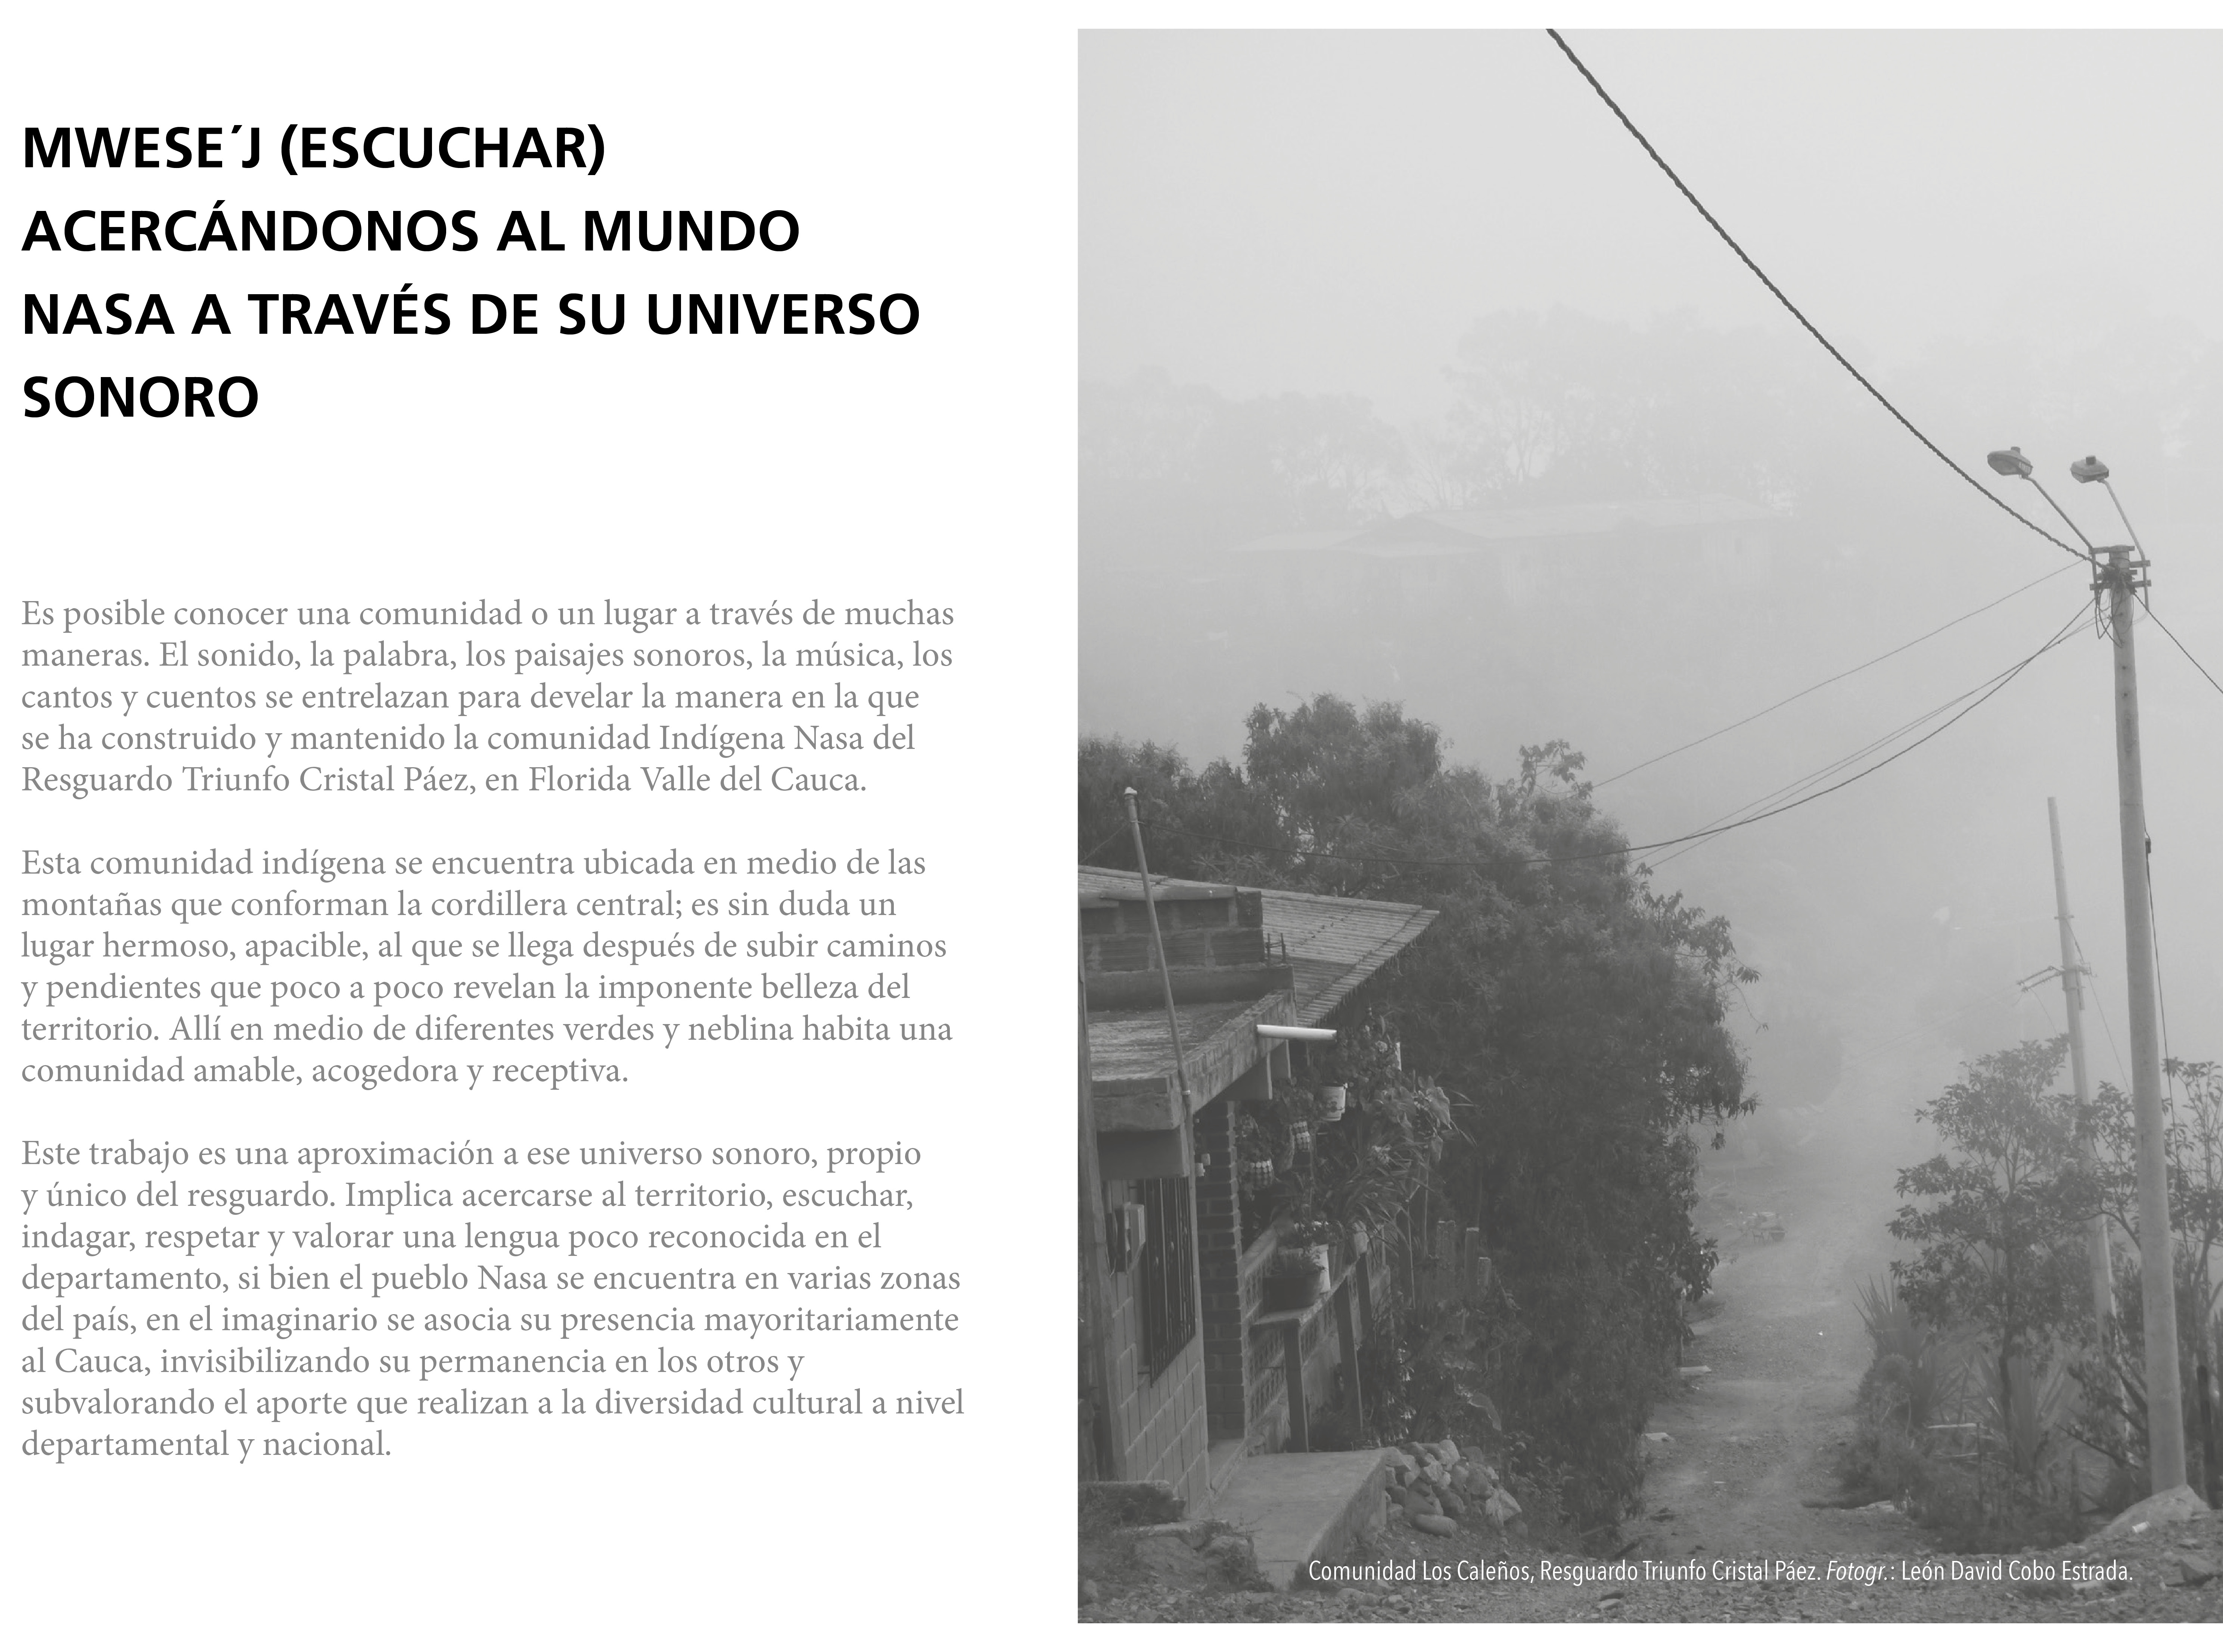 MWESE´J (ESCUCHAR)
ACERCÁNDONOS AL MUNDO
NASA A TRAVÉS DE SU UNIVERSO
SONORO
Es posible conocer una comunidad o un lugar a través de muchas
maneras. El sonido, la palabra, los paisajes sonoros, la música, los
cantos y cuentos se entrelazan para develar la manera en la que
se ha construido y mantenido la comunidad Indígena Nasa del
Resguardo Triunfo Cristal Páez, en Florida Valle del Cauca.
Esta comunidad indígena se encuentra ubicada en medio de las
montañas que conforman la cordillera central; es sin duda un
lugar hermoso, apacible, al que se llega después de subir caminos
y pendientes que poco a poco revelan la imponente belleza del
territorio. Allí en medio de diferentes verdes y neblina habita una
comunidad amable, acogedora y receptiva.
Este trabajo es una aproximación a ese universo sonoro, propio
y único del resguardo. Implica acercarse al territorio, escuchar,
indagar, respetar y valorar una lengua poco reconocida en el
departamento, si bien el pueblo Nasa se encuentra en varias zonas
del país, en el imaginario se asocia su presencia mayoritariamente
al Cauca, invisibilizando su permanencia en los otros y
subvalorando el aporte que realizan a la diversidad cultural a nivel
departamental y nacional.
Comunidad Los Caleños, Resguardo Triunfo Cristal Páez. Fotogr.: León David Cobo Estrada.